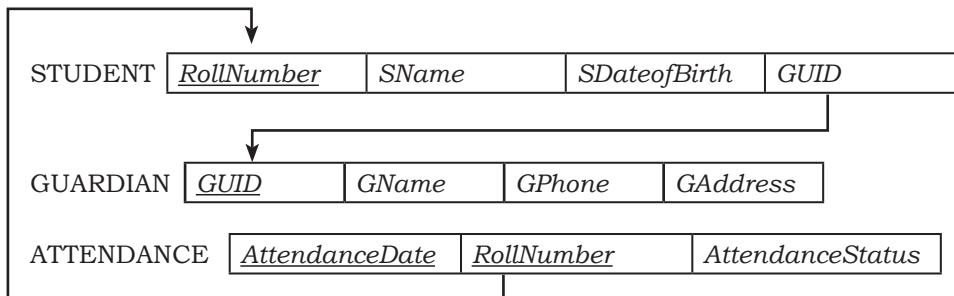 STUDENT RollNumber SName SDateofBirth GUID
GUARDIAN GUID GName GPhone GAddress
ATTENDANCE AttendanceDate RollNumber AttendanceStatus